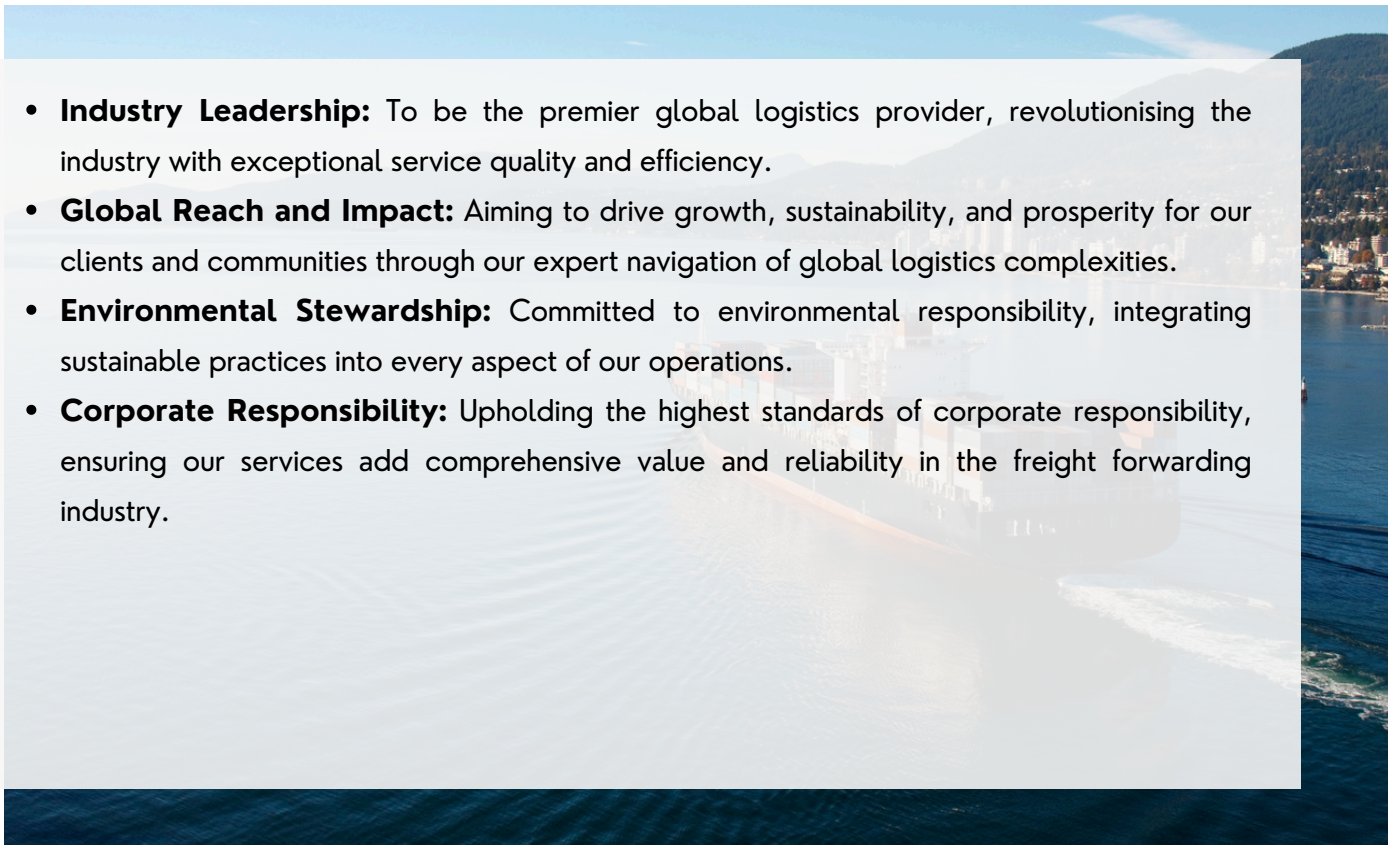 • Industry Leadership: To be the premier global logistics provider, revolutionising the
industry with exceptional service quality and efficiency.
• Global Reach and Impact: Aiming to drive growth, sustainability, and prosperity for our
clients and communities through our expert navigation of global logistics complexities.
• Environmental Stewardship: Committed to environmental responsibility, integrating
sustainable practices into every aspect of our operations.
• Corporate Responsibility: Upholding the highest standards of corporate responsibility,
ensuring our services add comprehensive value and reliability in the freight forwarding
industry.